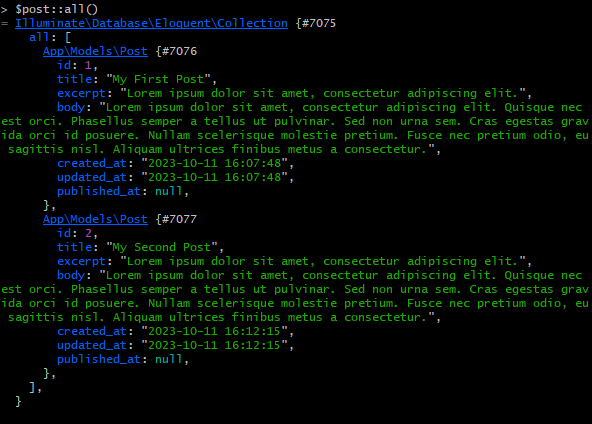 > $post::all()
= Illuminate\Database\Eloquent\Collection {#7075
all: [
App\Models\Post {#7076
id: 1,
title: "My First Post",
excerpt: "Lorem ipsum dolor sit amet, consectetur adipiscing elit.",
body: "Lorem ipsum dolor sit amet, consectetur adipiscing elit. Quisque nec
est orci. Phasellus semper a tellus ut pulvinar. Sed non urna sem. Cras egestas grav
ida orci id posuere. Nullam scelerisque molestie pretium. Fusce nec pretium odio, eu
sagittis nisl. Aliquam ultrices finibus metus a consectetur.",
created_at: "2023-10-11 16:07:48",
updated_at: "2023-10-11 16:07:48",
published_at: null,
},
App\Models\Post {#7077
id: 2,
title: "My Second Post",
excerpt: "Lorem ipsum dolor sit amet, consectetur adipiscing elit.",
body: "Lorem ipsum dolor sit amet, consectetur adipiscing elit. Quisque nec
est orci. Phasellus semper a tellus ut pulvinar. Sed non urna sem. Cras egestas grav
ida orci id posuere. Nullam scelerisque molestie pretium. Fusce nec pretium odio, eu
sagittis nisl. Aliquam ultrices finibus metus a consectetur.",
created_at: "2023-10-11 16:12:15",
updated_at: "2023-10-11 16:12:15",
published_at: null,
},
],
}